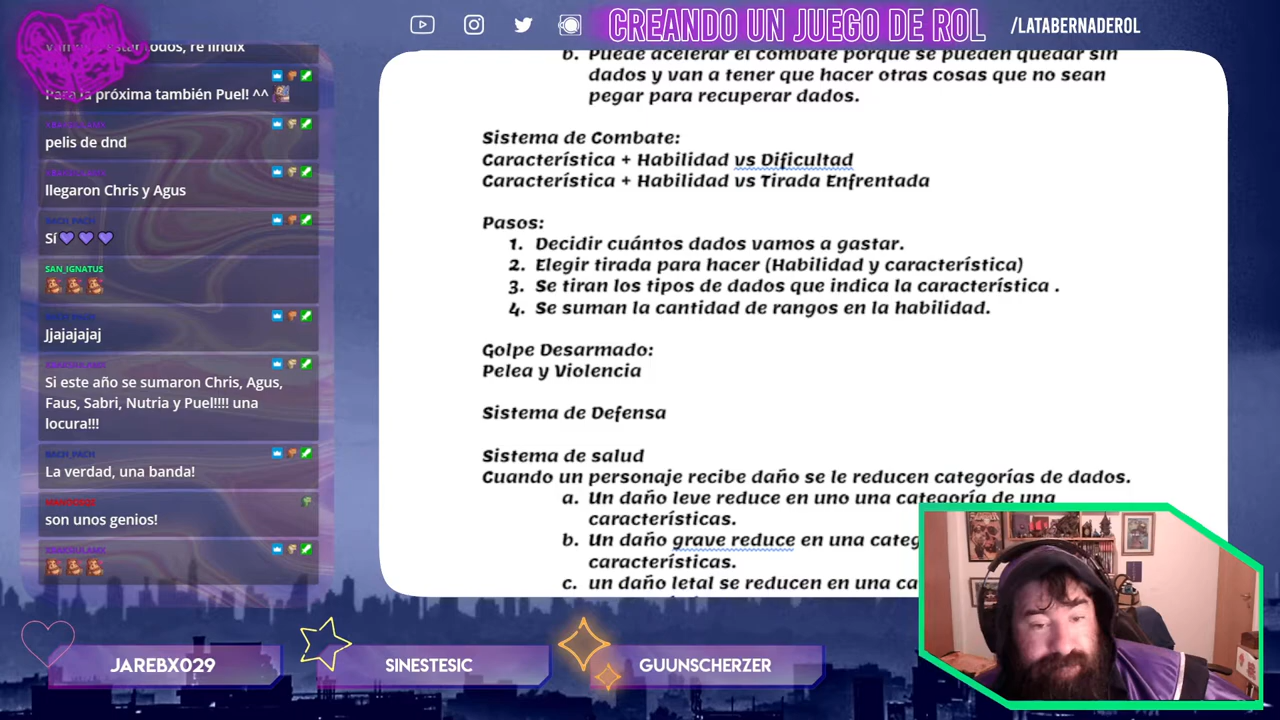 CREANDO UN JUEGO DE ROL
/LATABERNADEROL
Para la próxima también Puel! ^^
pelis de dnd
llegaron Chris y Agus
BACH_PACH
Sí
SAN_IGNATUS
Jjajajajaj
Si este año se sumaron Chris, Agus,
Faus, Sabri, Nutria y Puel!!!! una
locura!!!
BACH_PACH
La verdad, una banda!
son unos genios!
b. Puede acelerar el combate porque se pueden quedar sin
dados y van a tener que hacer otras cosas que no sean
pegar para recuperar dados.
Sistema de Combate:
Característica + Habilidad vs Dificultad
Característica + Habilidad vs Tirada Enfrentada
Pasos:
1. Decidir cuántos dados vamos a gastar.
2. Elegir tirada para hacer (Habilidad y característica)
3. Se tiran los tipos de dados que indica la característica .
4. Se suman la cantidad de rangos en la habilidad.
Golpe Desarmado:
Pelea y Violencia
Sistema de Defensa
Sistema de salud
Cuando un personaje recibe daño se le reducen categorías de dados.
a. Un daño leve reduce en uno una categoría de una
características.
b. Un daño grave reduce en una categ
características.
c. un daño letal se reducen en una ca
JAREBX029
SINESTESIC
GUUNSCHERZER